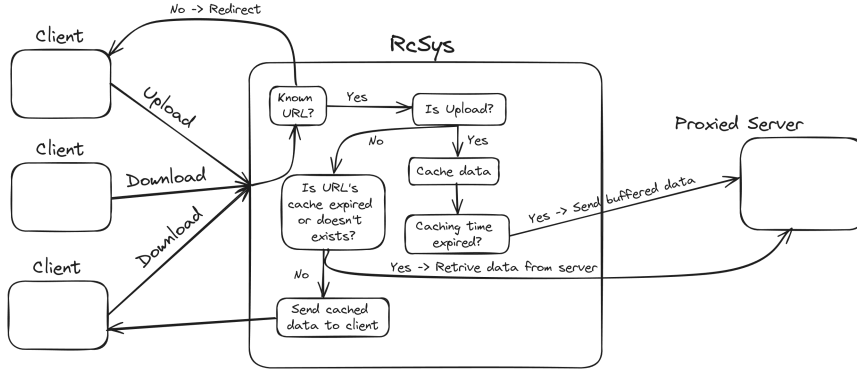 No -> Redirect
Client
RcSys
Known
URL?
Yes
Is Upload?
Upload
Proxied Server
Client
No
Yes
Download
Cache data
Is URL's
cache expired
or doesn't
exists?
Yes -> Send buffered data
Caching time
expired?
Download
Client
No
Yes -> Retrive data from server
Send cached
data to client